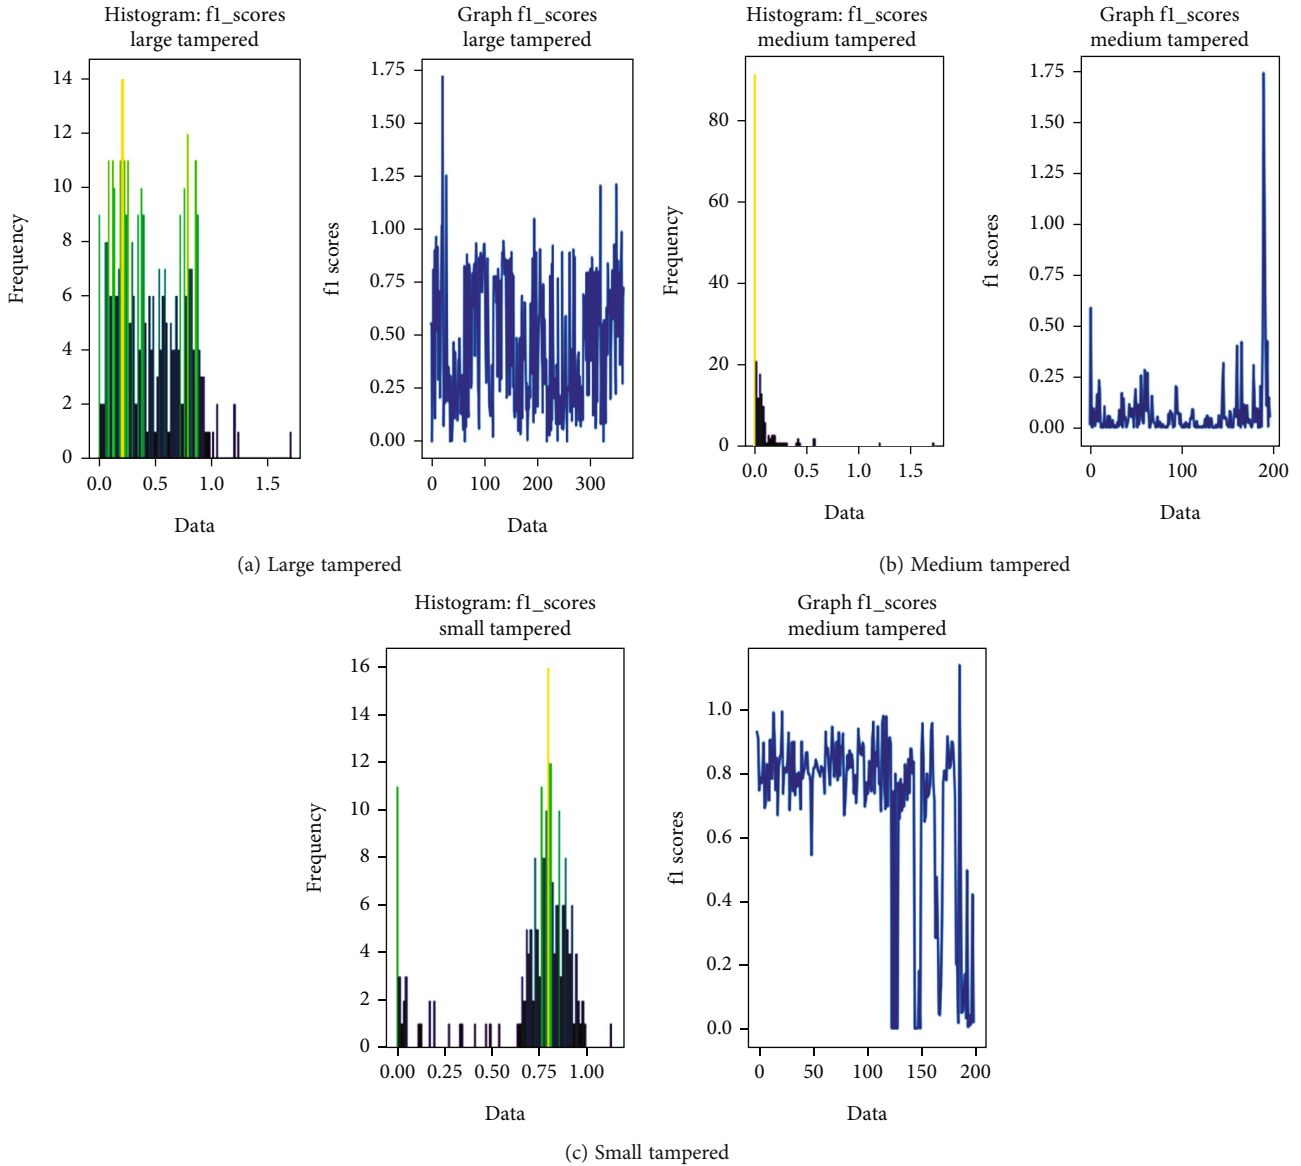 Histogram: f1_scores
large tampered
Graph f1_scores
large tampered
Histogram: f1_scores
medium tampered
Graph f1_scores
medium tampered
Frequency
14
12
10
8
6
4
2
0
0.0 0.5 1.0 1.5
Data
f1 scores
1.75
1.50
1.25
1.00
0.75
0.50
0.25
0.00
0 100 200 300
Data
Frequency
80
60
40
20
0
0.0 0.5 1.0 1.5
Data
f1 scores
1.75
1.50
1.25
1.00
0.75
0.50
0.25
0.00
0 100 200
Data
(a) Large tampered
(b) Medium tampered
Histogram: f1_scores
small tampered
Graph f1_scores
medium tampered
Frequency
16
14
12
10
8
6
4
2
0
0.00 0.25 0.50 0.75 1.00
Data
f1 scores
1.0
0.8
0.6
0.4
0.2
0.0
0 50 100 150 200
Data
(c) Small tampered